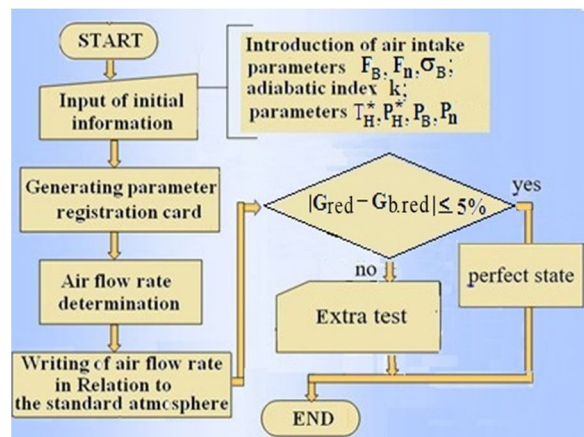 START
Introduction of air intake
parameters F_B, F_n, σ_B;
adiabatic index k;
parameters T*_H, P*_H, P_B, P_n
Input of initial
information
Generating parameter
registration card
Air flow rate
determination
Writing of air flow rate
in Relation to
the standard atmcsphere
|G_red − G_b.red| ≤ 5%
yes
no
perfect state
Extra test
END